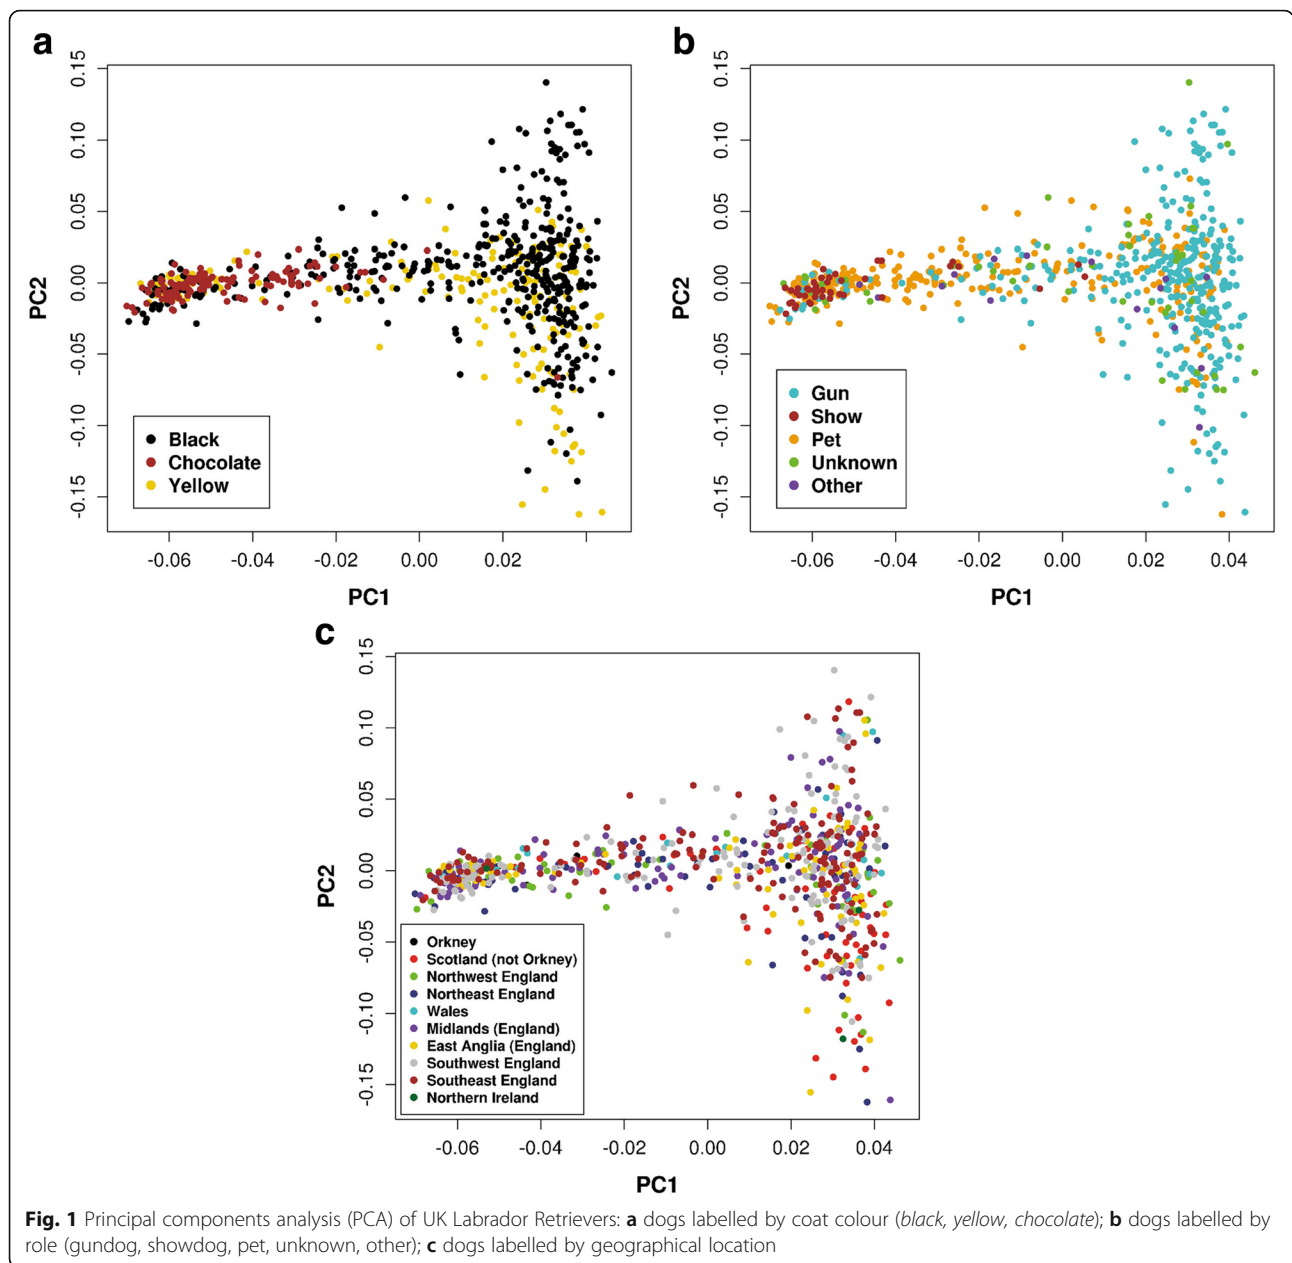 a
b
0.15
0.10
0.05
0.00
-0.05
-0.10
-0.15
PC2
Black
Chocolate
Yellow
-0.06
-0.04
-0.02
0.00
0.02
PC1
0.15
0.10
0.05
0.00
-0.05
-0.10
-0.15
PC2
Gun
Show
Pet
Unknown
Other
-0.06
-0.04
-0.02
0.00
0.02
0.04
PC1
c
0.15
0.10
0.05
0.00
-0.05
-0.10
-0.15
PC2
Orkney
Scotland (not Orkney)
Northwest England
Northeast England
Wales
Midlands (England)
East Anglia (England)
Southwest England
Southeast England
Northern Ireland
-0.06
-0.04
-0.02
0.00
0.02
0.04
PC1
Fig. 1 Principal components analysis (PCA) of UK Labrador Retrievers: a dogs labelled by coat colour (black, yellow, chocolate); b dogs labelled by
role (gundog, showdog, pet, unknown, other); c dogs labelled by geographical location